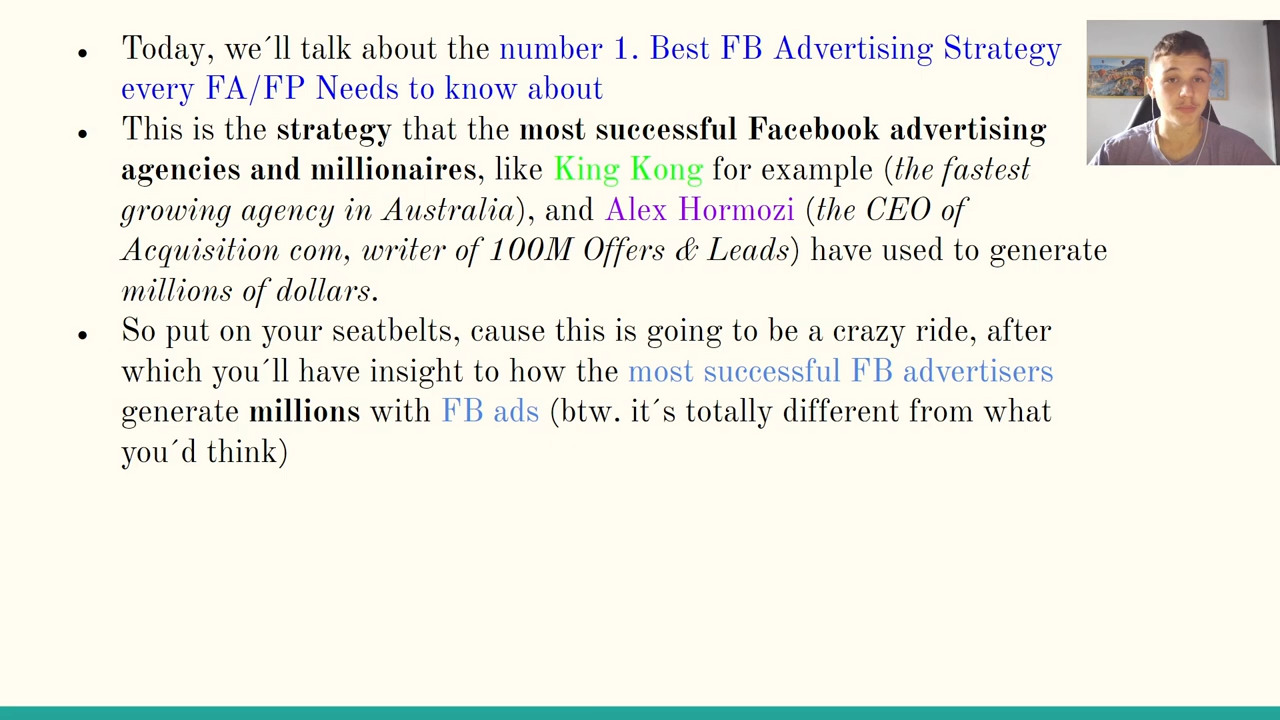 • Today, we´ll talk about the number 1. Best FB Advertising Strategy
every FA/FP Needs to know about
• This is the strategy that the most successful Facebook advertising
agencies and millionaires, like King Kong for example (the fastest
growing agency in Australia), and Alex Hormozi (the CEO of
Acquisition com, writer of 100M Offers & Leads) have used to generate
millions of dollars.
• So put on your seatbelts, cause this is going to be a crazy ride, after
which you´ll have insight to how the most successful FB advertisers
generate millions with FB ads (btw. it´s totally different from what
you´d think)